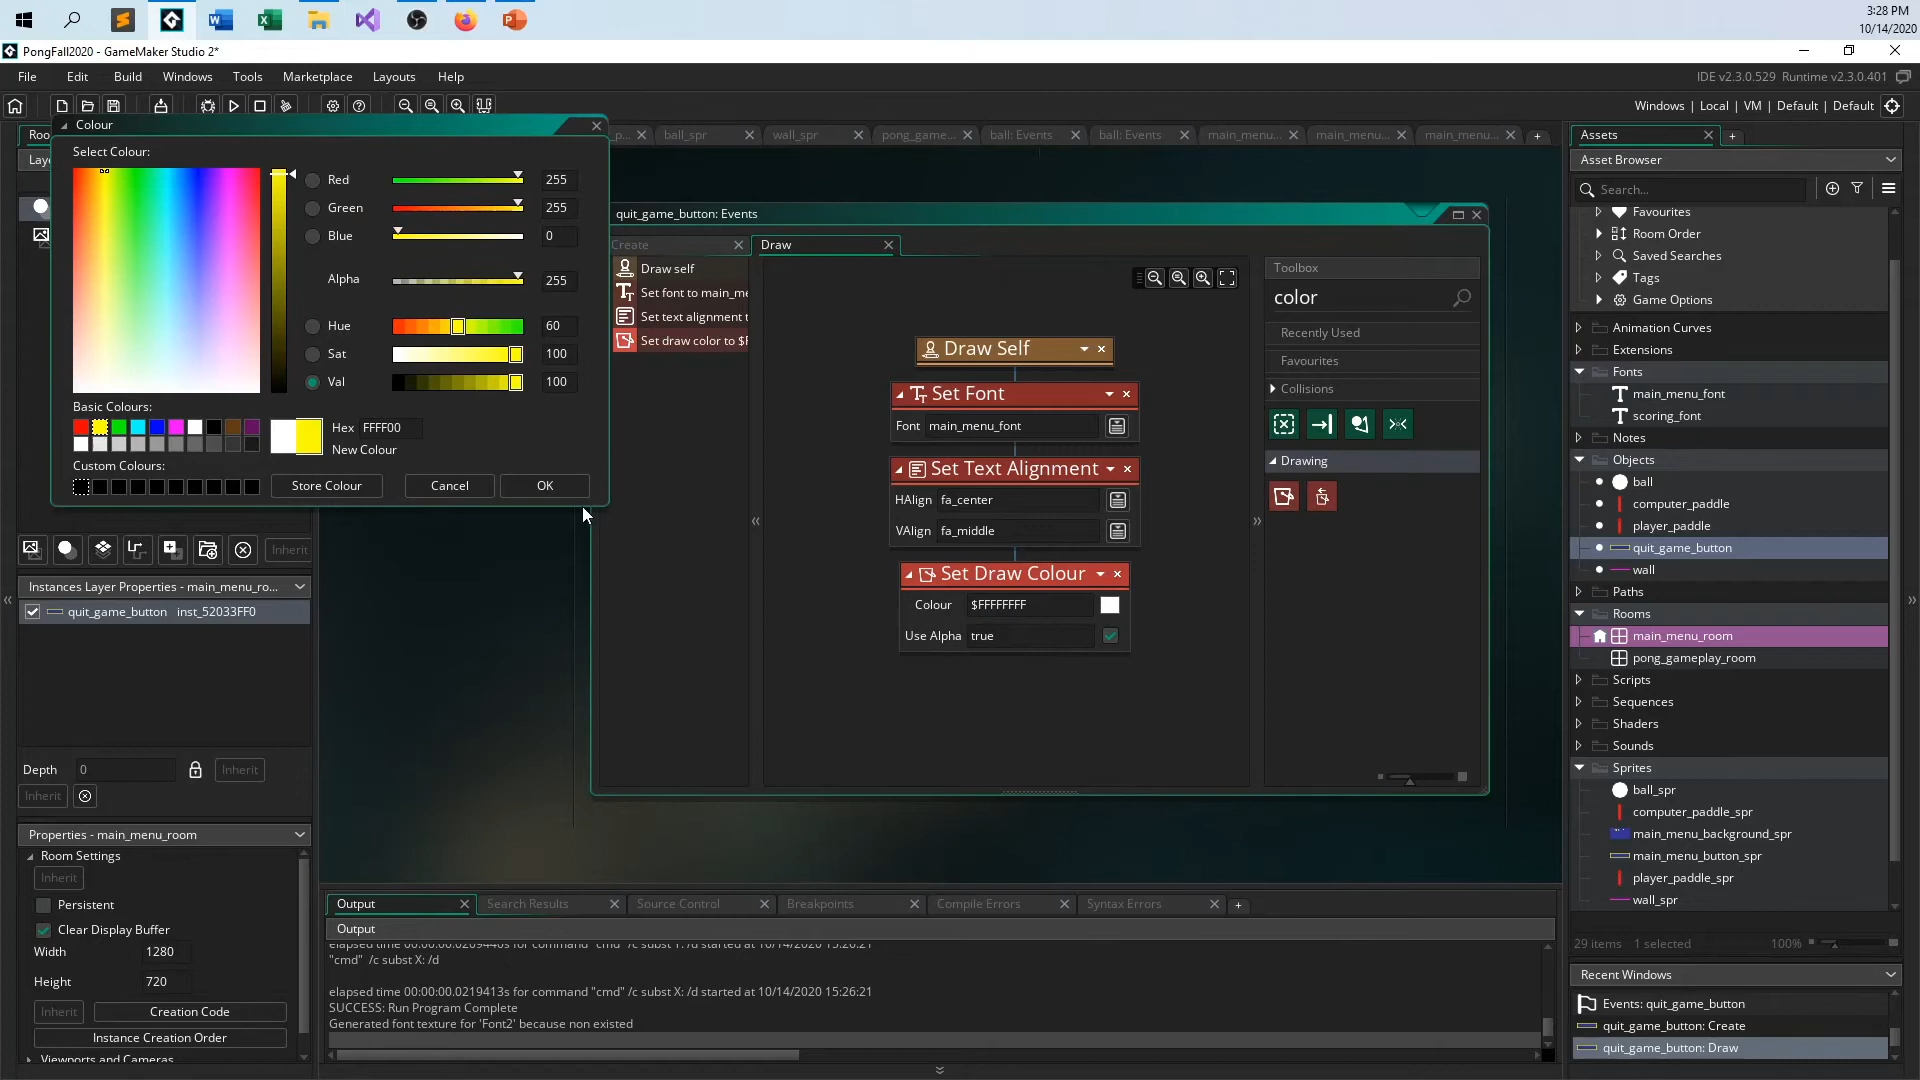 3:28 PM
10/14/2020
PongFall2020 - GameMaker Studio 2*
File Edit Build Windows Tools Marketplace Layouts Help
IDE v2.3.0.529 Runtime v2.3.0.401
Windows | Local | VM | Default | Default
Roo
Colour
p...
ball_spr
wall_spr
pong_game...
ball: Events
ball: Events
main_menu...
main_menu...
main_menu...
Laye
Select Colour:
Red 255
Green 255
Blue 0
Alpha 255
Hue 60
Sat 100
Val 100
Basic Colours:
Hex FFFF00
New Colour
Custom Colours:
Store Colour
Cancel
OK
Inherit
Instances Layer Properties - main_menu_ro...
quit_game_button inst_52033FF0
Depth 0 Inherit
Inherit
Properties - main_menu_room
Room Settings
Inherit
Persistent
Clear Display Buffer
Width 1280
Height 720
Inherit Creation Code
Instance Creation Order
Viewports and Cameras
quit_game_button: Events
Create
Draw
Draw self
Set font to main_me
Set text alignment t
Set draw color to $F
Draw Self
Set Font
Font main_menu_font
Set Text Alignment
HAlign fa_center
VAlign fa_middle
Set Draw Colour
Colour $FFFFFFFF
Use Alpha true
Toolbox
color
Recently Used
Favourites
Collisions
Drawing
Output
Search Results
Source Control
Breakpoints
Compile Errors
Syntax Errors
Output
"cmd" /c subst X: /d
elapsed time 00:00:00.0219413s for command "cmd" /c subst X: /d started at 10/14/2020 15:26:21
SUCCESS: Run Program Complete
Generated font texture for 'Font2' because non existed
Assets
Asset Browser
Search...
Favourites
Room Order
Saved Searches
Tags
Game Options
Animation Curves
Extensions
Fonts
main_menu_font
scoring_font
Notes
Objects
ball
computer_paddle
player_paddle
quit_game_button
wall
Paths
Rooms
main_menu_room
pong_gameplay_room
Scripts
Sequences
Shaders
Sounds
Sprites
ball_spr
computer_paddle_spr
main_menu_background_spr
main_menu_button_spr
player_paddle_spr
wall_spr
29 items 1 selected 100%
Recent Windows
Events: quit_game_button
quit_game_button: Create
quit_game_button: Draw